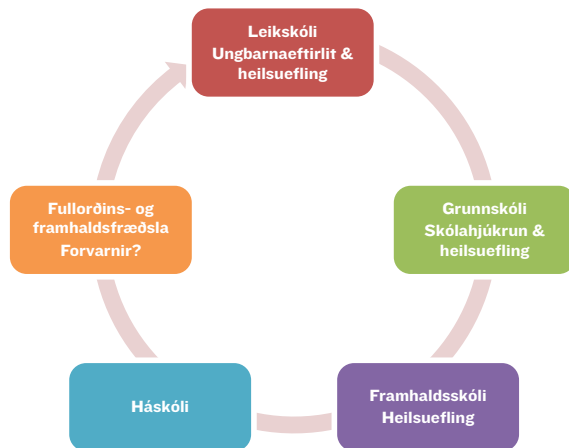 Leikskóli
Ungbarnaeftirlit &
heilsuefling
Grunnskóli
Skólahjúkrun &
heilsuefling
Framhaldsskóli
Heilsuefling
Háskóli
Fullorðins- og
framhaldsfræðsla
Forvarnir?